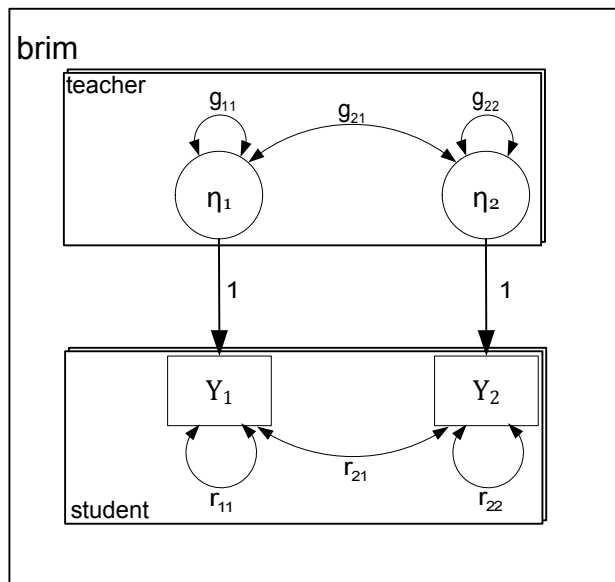 brim
teacher
g₁₁
g₂₁
g₂₂
η₁
η₂
1
1
Y₁
Y₂
r₂₁
r₁₁
r₂₂
student